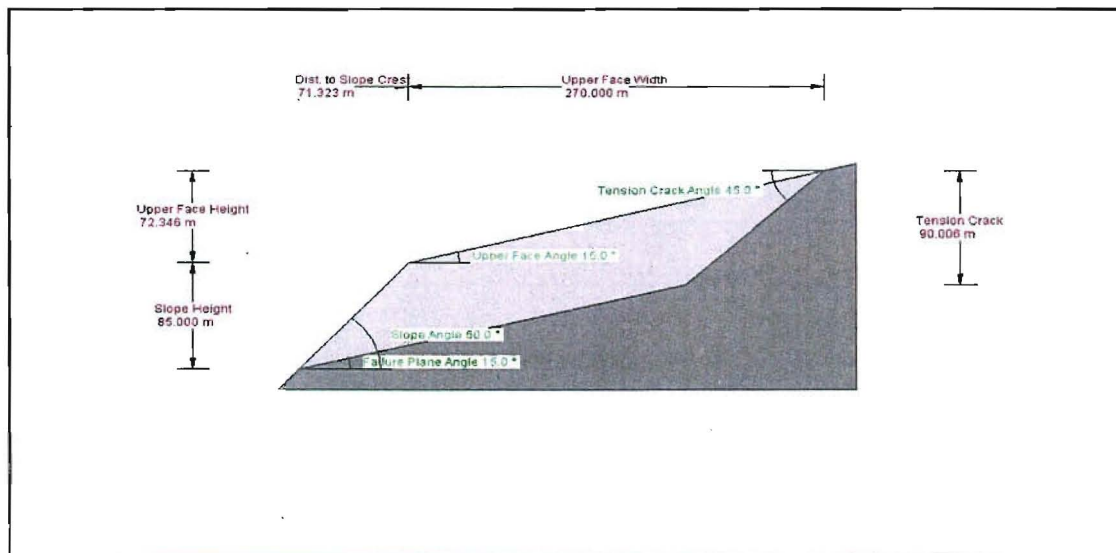 Dist. to Slope Cres
71.323 m
Upper Face Width
270.000 m
Tension Crack Angle 45.0 °
Upper Face Height
72.346 m
Tension Crack
90.006 m
Upper Face Angle 15.0 °
Slope Height
85.000 m
Slope Angle 50.0 °
Failure Plane Angle 15.0 °